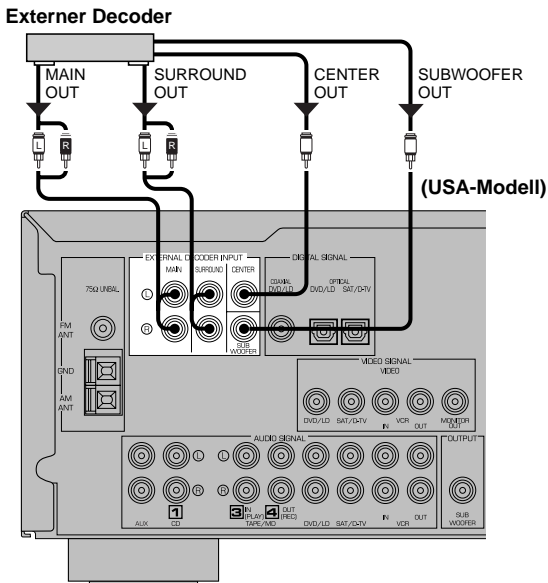 Externer Decoder
MAIN OUT
SURROUND OUT
CENTER OUT
SUBWOOFER OUT
L R
L R
(USA-Modell)
EXTERNAL DECODER INPUT
MAIN SURROUND CENTER
L
R
SUB WOOFER
DIGITAL SIGNAL
COAXIAL OPTICAL
DVD/LD DVD/LD SAT/D-TV
75Ω UNBAL.
FM ANT
GND
AM ANT
VIDEO SIGNAL
VIDEO
DVD/LD SAT/D-TV IN VCR OUT MONITOR OUT
AUDIO SIGNAL
OUTPUT
L L
R R
1 3 IN (PLAY) 4 OUT (REC)
AUX CD TAPE/MD DVD/LD SAT/D-TV IN VCR OUT
SUB WOOFER